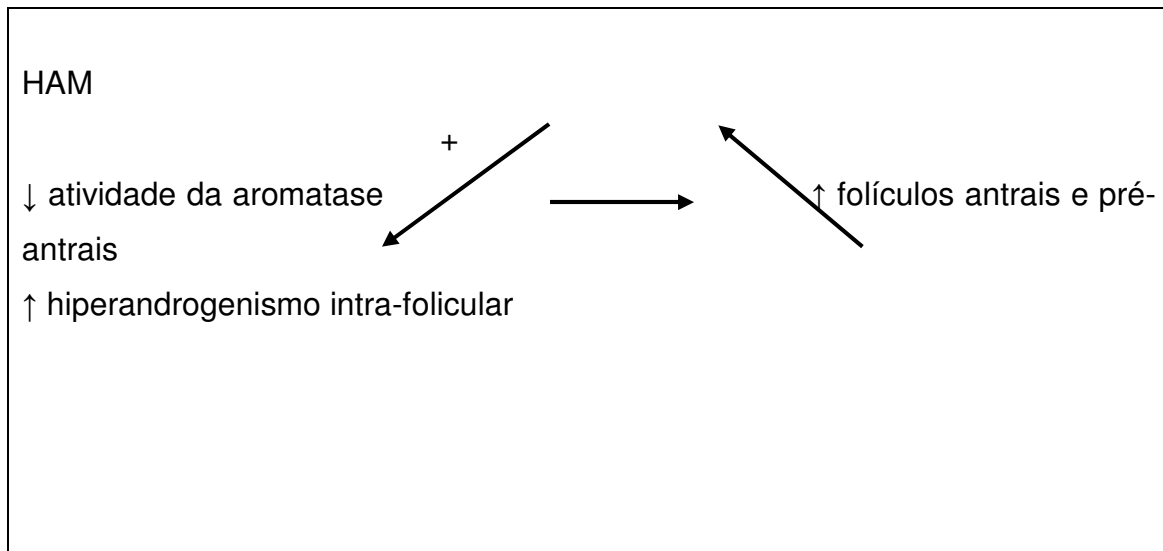 HAM
+
↓ atividade da aromatase ↑ folículos antrais e pré-
antrais
↑ hiperandrogenismo intra-folicular